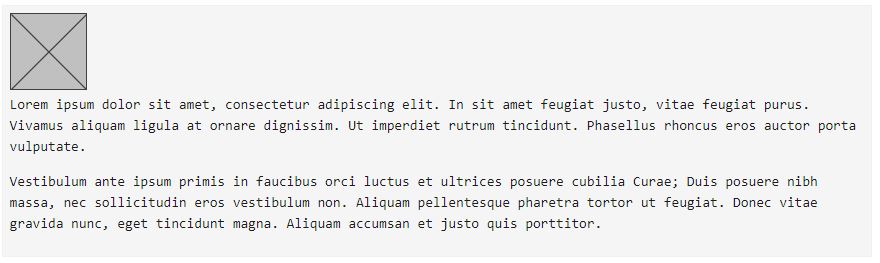 Lorem ipsum dolor sit amet, consectetur adipiscing elit. In sit amet feugiat justo, vitae feugiat purus.
Vivamus aliquam ligula at ornare dignissim. Ut imperdiet rutrum tincidunt. Phasellus rhoncus eros auctor porta
vulputate.
Vestibulum ante ipsum primis in faucibus orci luctus et ultrices posuere cubilia Curae; Duis posuere nibh
massa, nec sollicitudin eros vestibulum non. Aliquam pellentesque pharetra tortor ut feugiat. Donec vitae
gravida nunc, eget tincidunt magna. Aliquam accumsan et justo quis porttitor.